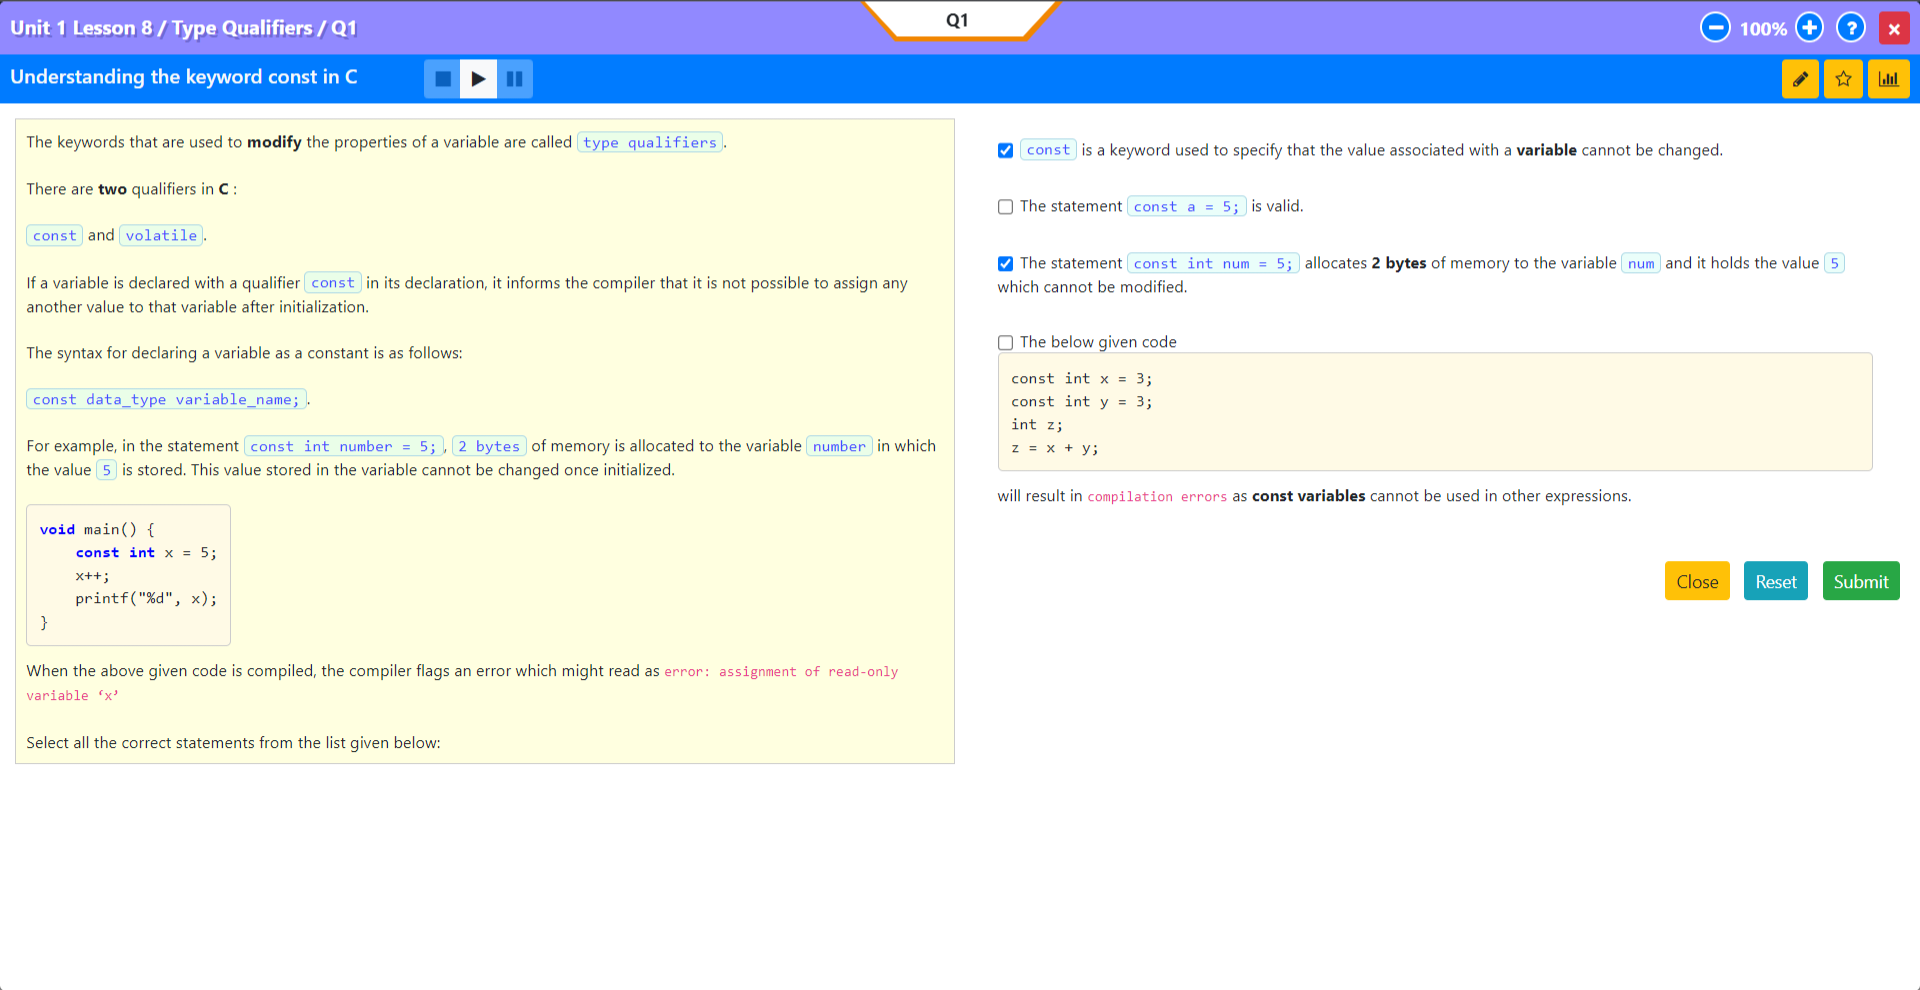 Unit 1 Lesson 8 / Type Qualifiers / Q1
Q1
100%
?
Understanding the keyword const in C
The keywords that are used to modify the properties of a variable are called type qualifiers.
There are two qualifiers in C :
const and volatile.
If a variable is declared with a qualifier const in its declaration, it informs the compiler that it is not possible to assign any
another value to that variable after initialization.
The syntax for declaring a variable as a constant is as follows:
const data_type variable_name;.
For example, in the statement const int number = 5;, 2 bytes of memory is allocated to the variable number in which
the value 5 is stored. This value stored in the variable cannot be changed once initialized.
void main() {
    const int x = 5;
    x++;
    printf("%d", x);
}
When the above given code is compiled, the compiler flags an error which might read as error: assignment of read-only
variable ‘x’
Select all the correct statements from the list given below:
const is a keyword used to specify that the value associated with a variable cannot be changed.
The statement const a = 5; is valid.
The statement const int num = 5; allocates 2 bytes of memory to the variable num and it holds the value 5
which cannot be modified.
The below given code
const int x = 3;
const int y = 3;
int z;
z = x + y;
will result in compilation errors as const variables cannot be used in other expressions.
Close Reset Submit